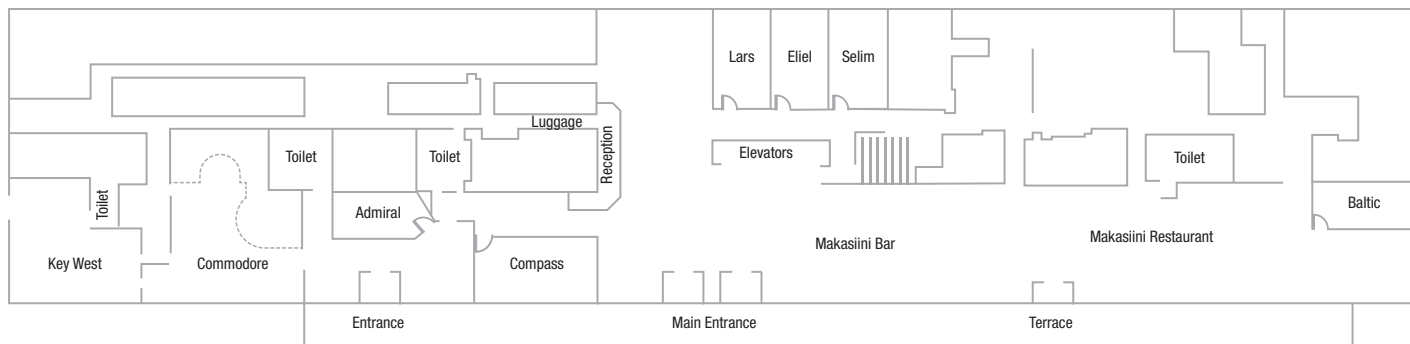 Lars
Eliel
Selim
Luggage
Reception
Toilet
Toilet
Elevators
Toilet
Toilet
Admiral
Baltic
Makasiini Bar
Makasiini Restaurant
Key West
Commodore
Compass
Entrance
Main Entrance
Terrace